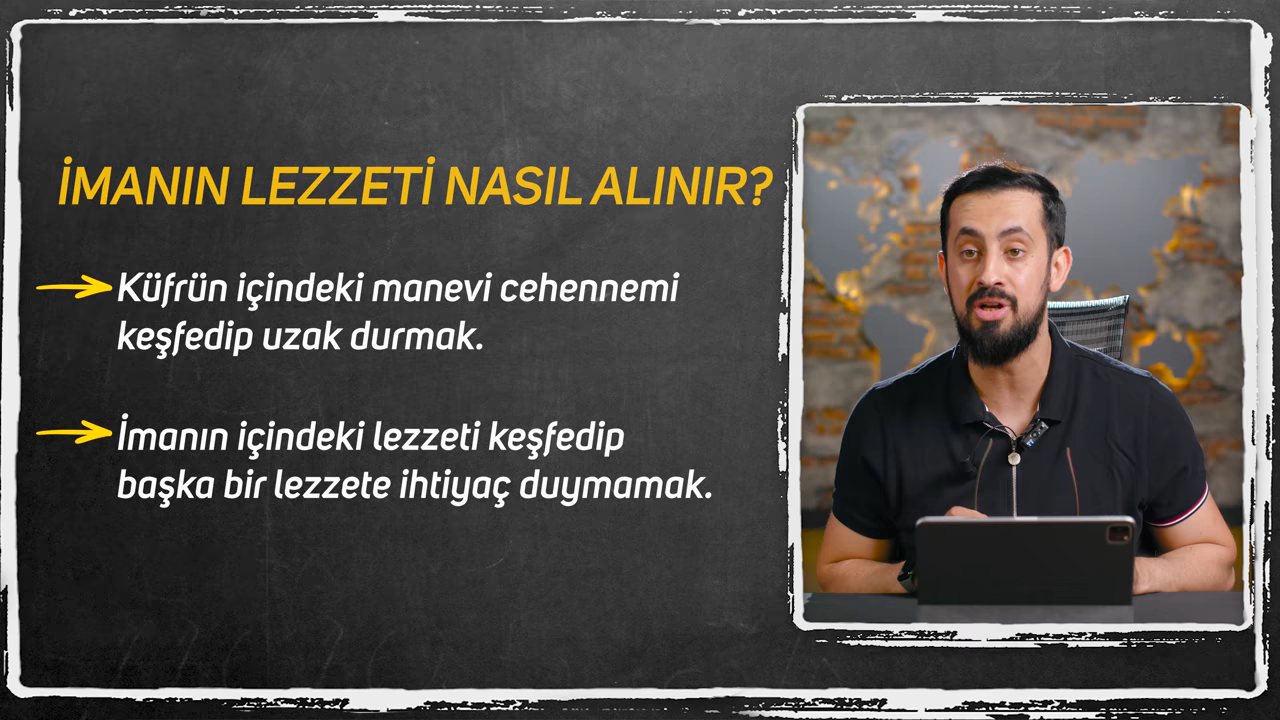 İMANIN LEZZETİ NASIL ALINIR?
Küfrün içindeki manevi cehennemi
keşfedip uzak durmak.
İmanın içindeki lezzeti keşfedip
başka bir lezzete ihtiyaç duymamak.